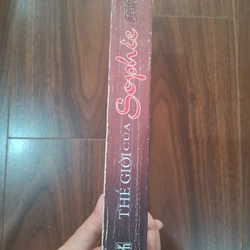 THẾ GIỚI CỦA Sophie